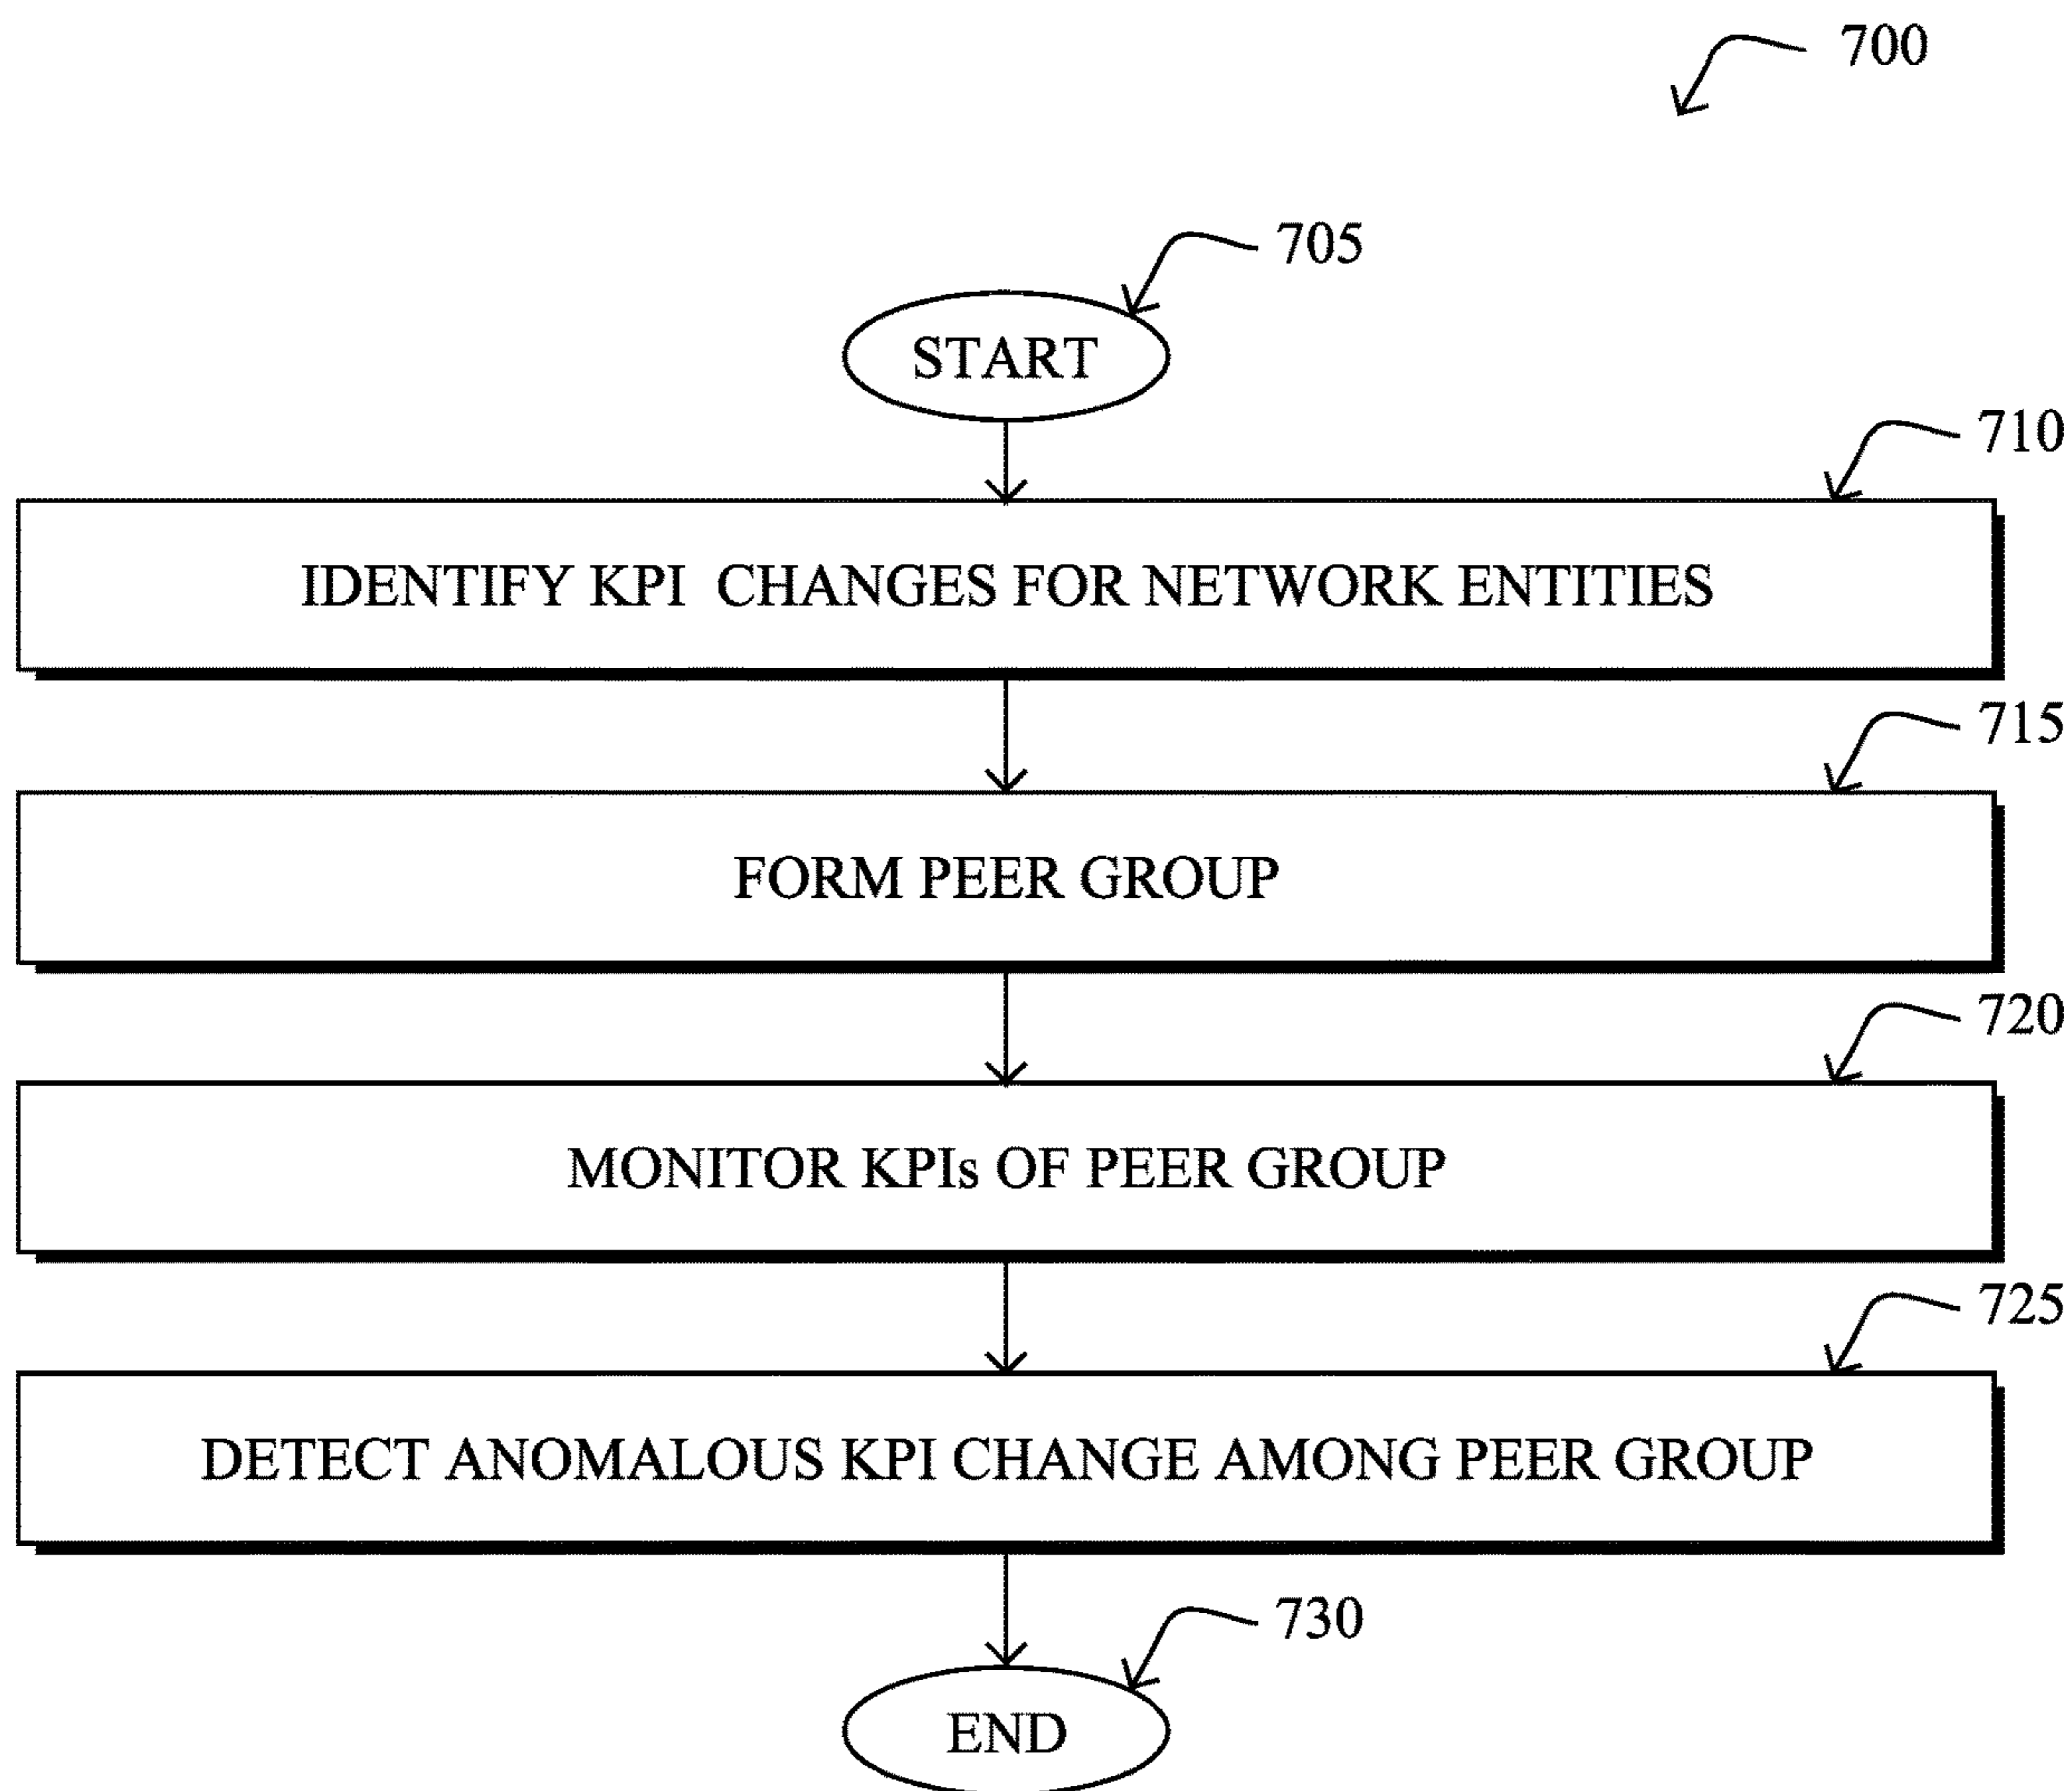 700
705
START
710
IDENTIFY KPI CHANGES FOR NETWORK ENTITIES
715
FORM PEER GROUP
720
MONITOR KPIs OF PEER GROUP
725
DETECT ANOMALOUS KPI CHANGE AMONG PEER GROUP
730
END